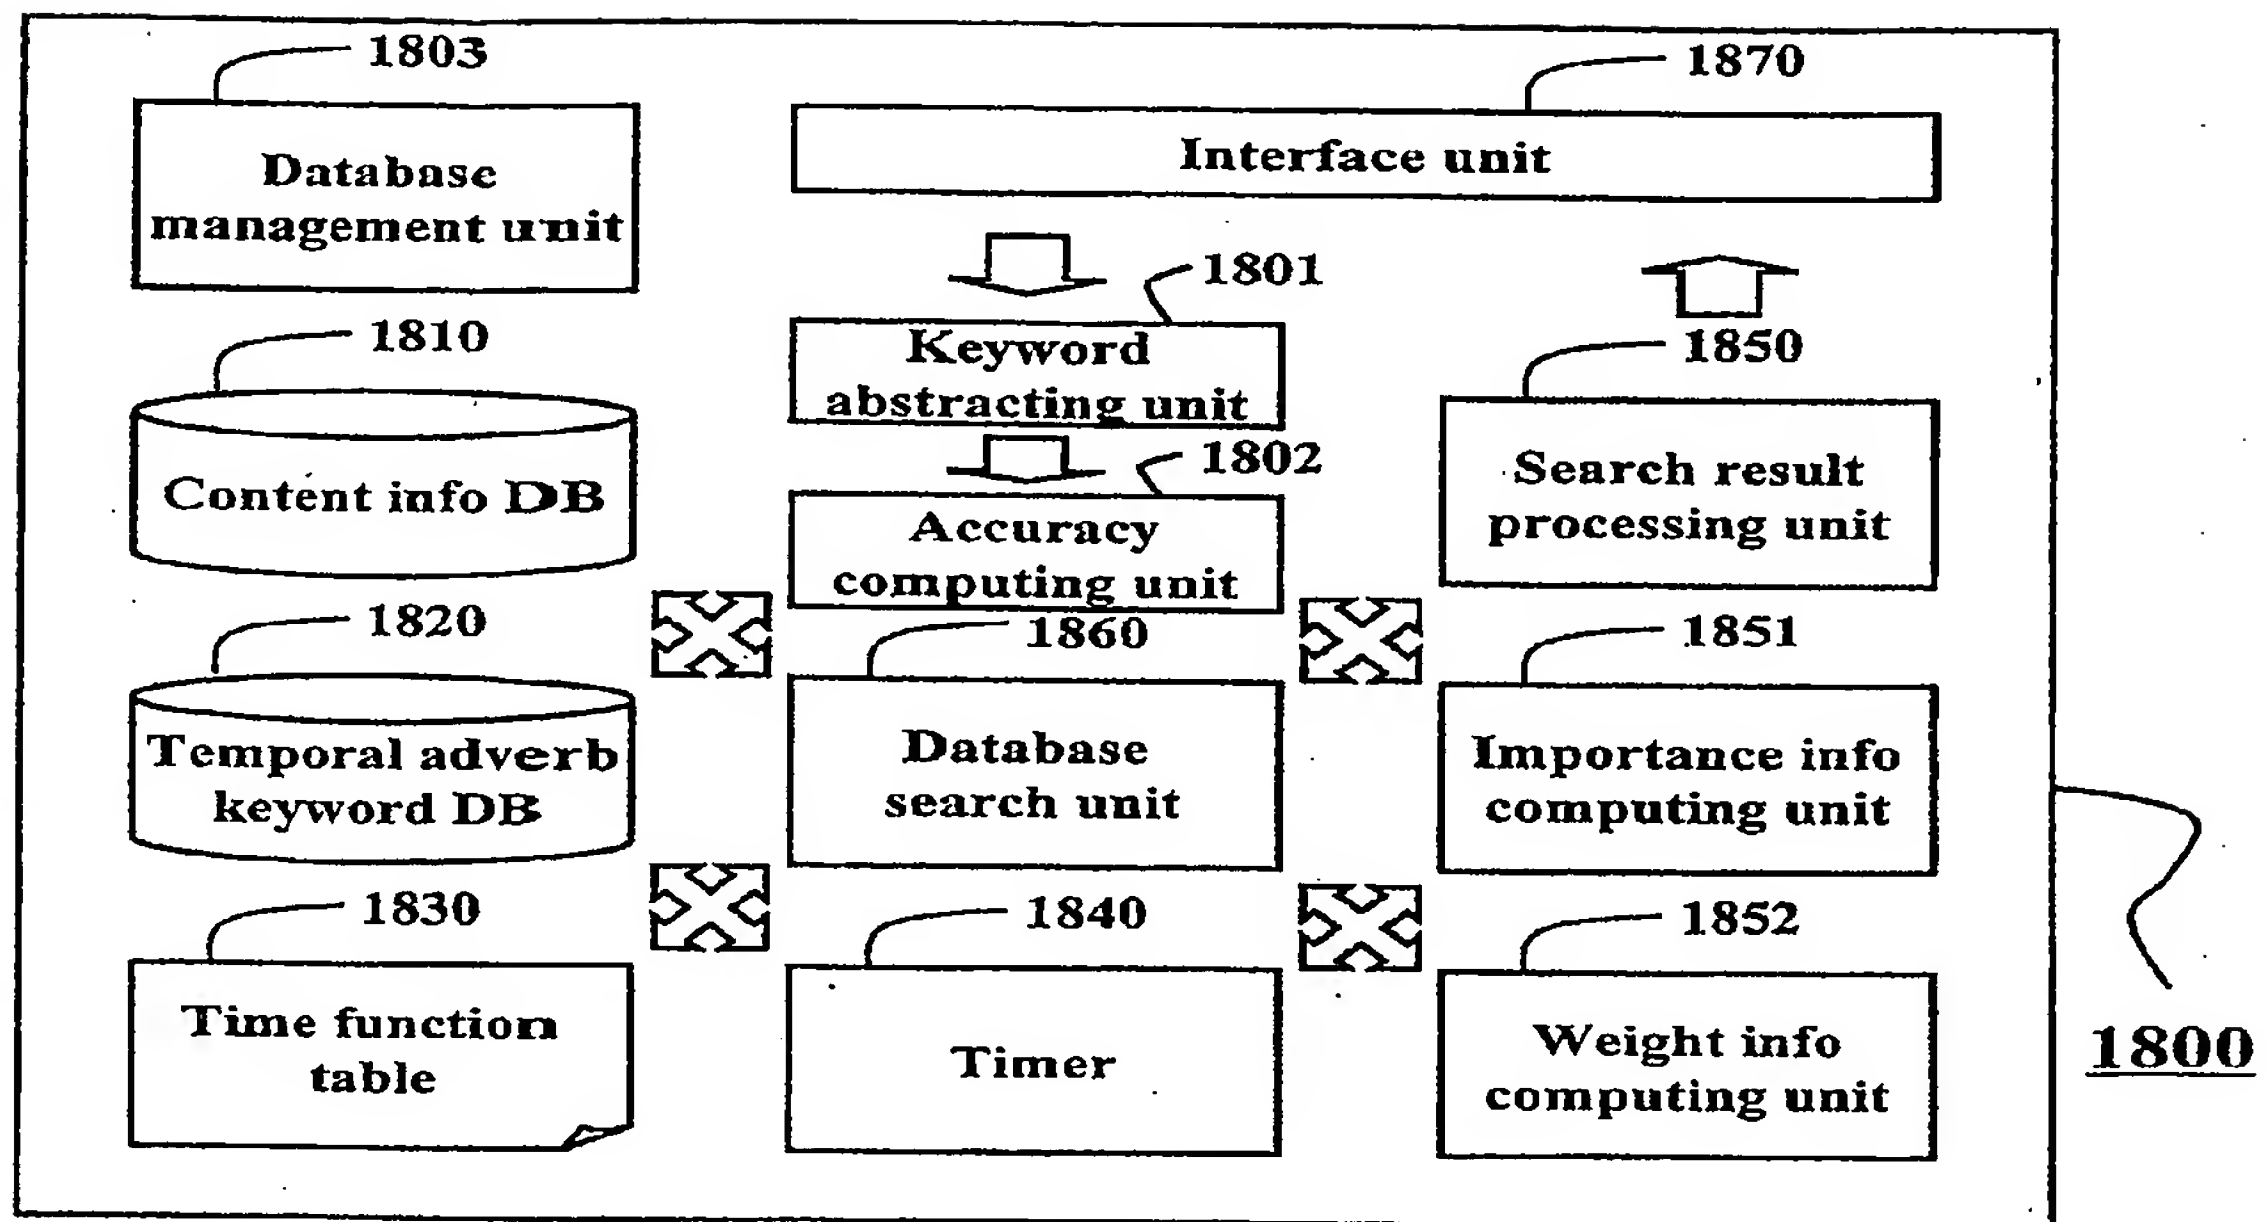 1803
Database
management unit
1870
Interface unit
1801
Keyword
abstracting unit
1802
Accuracy
computing unit
1810
Content info DB
1850
Search result
processing unit
1820
Temporal adverb
keyword DB
1860
Database
search unit
1851
Importance info
computing unit
1830
Time function
table
1840
Timer
1852
Weight info
computing unit
1800